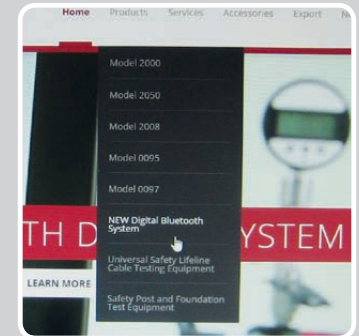 Home Products Services Accessories Export
Model 2000
Model 2050
Model 2008
Model 0095
Model 0097
NEW Digital Bluetooth
System
Universal Safety Lifeline
Cable Testing Equipment
Safety Post and Foundation
Test Equipment
TH D YSTEM
LEARN MORE